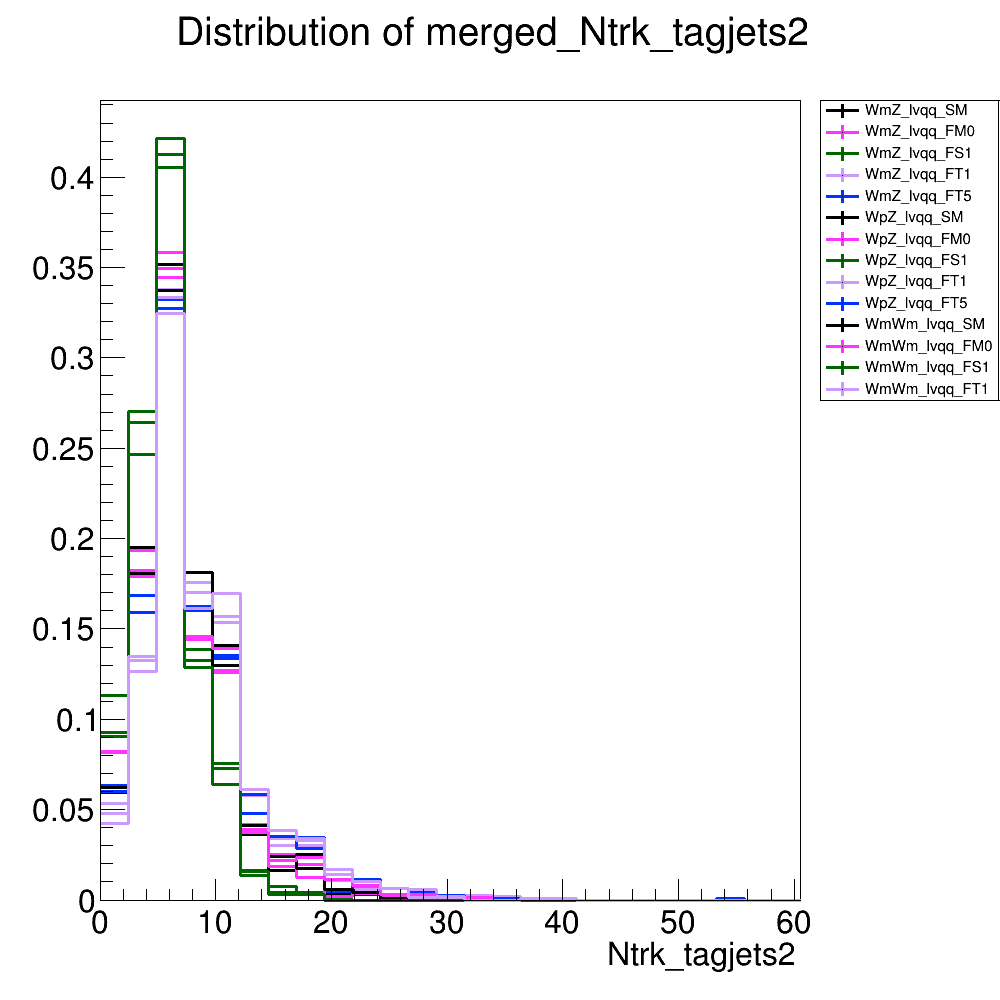 Distribution of merged_Ntrk_tagjets2
WmZ_lvqq_SM
WmZ_lvqq_FM0
WmZ_lvqq_FS1
WmZ_lvqq_FT1
WmZ_lvqq_FT5
WpZ_lvqq_SM
WpZ_lvqq_FM0
WpZ_lvqq_FS1
WpZ_lvqq_FT1
WpZ_lvqq_FT5
WmWm_lvqq_SM
WmWm_lvqq_FM0
WmWm_lvqq_FS1
WmWm_lvqq_FT1
0.4
0.35
0.3
0.25
0.2
0.15
0.1
0.05
0
0 10 20 30 40 50 60
Ntrk_tagjets2